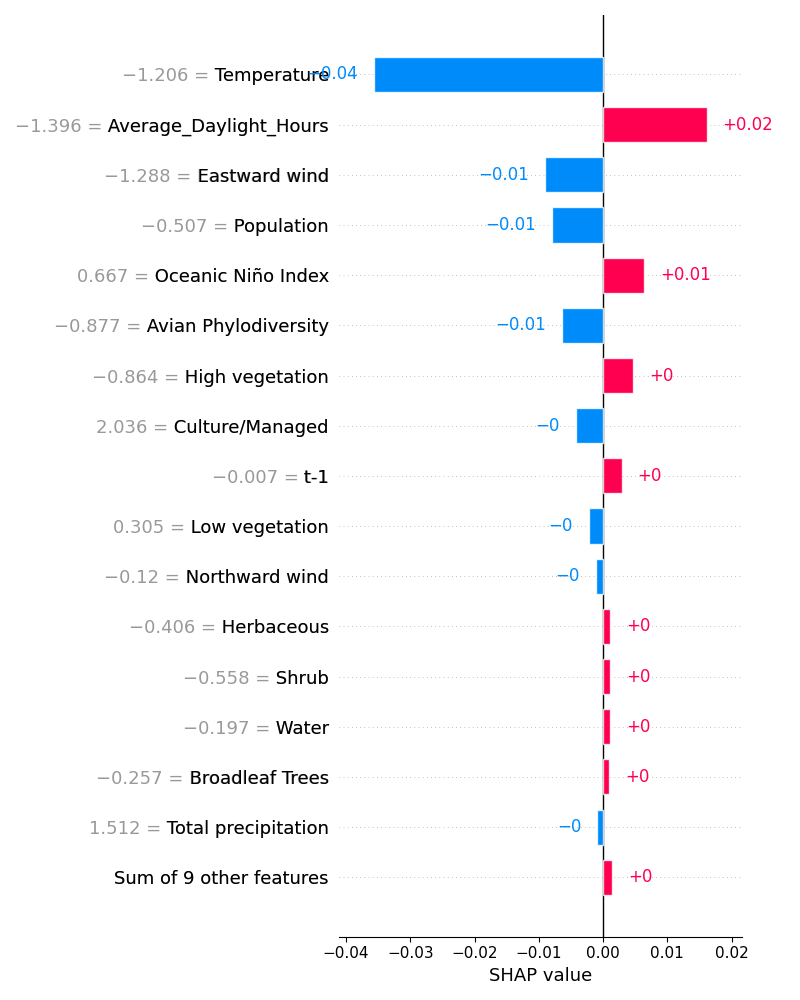 −1.206 = Temperature −0.04
−1.396 = Average_Daylight_Hours +0.02
−1.288 = Eastward wind −0.01
−0.507 = Population −0.01
0.667 = Oceanic Niño Index +0.01
−0.877 = Avian Phylodiversity −0.01
−0.864 = High vegetation +0
2.036 = Culture/Managed −0
−0.007 = t-1 +0
0.305 = Low vegetation −0
−0.12 = Northward wind −0
−0.406 = Herbaceous +0
−0.558 = Shrub +0
−0.197 = Water +0
−0.257 = Broadleaf Trees +0
1.512 = Total precipitation −0
Sum of 9 other features +0
−0.04 −0.03 −0.02 −0.01 0.00 0.01 0.02
SHAP value